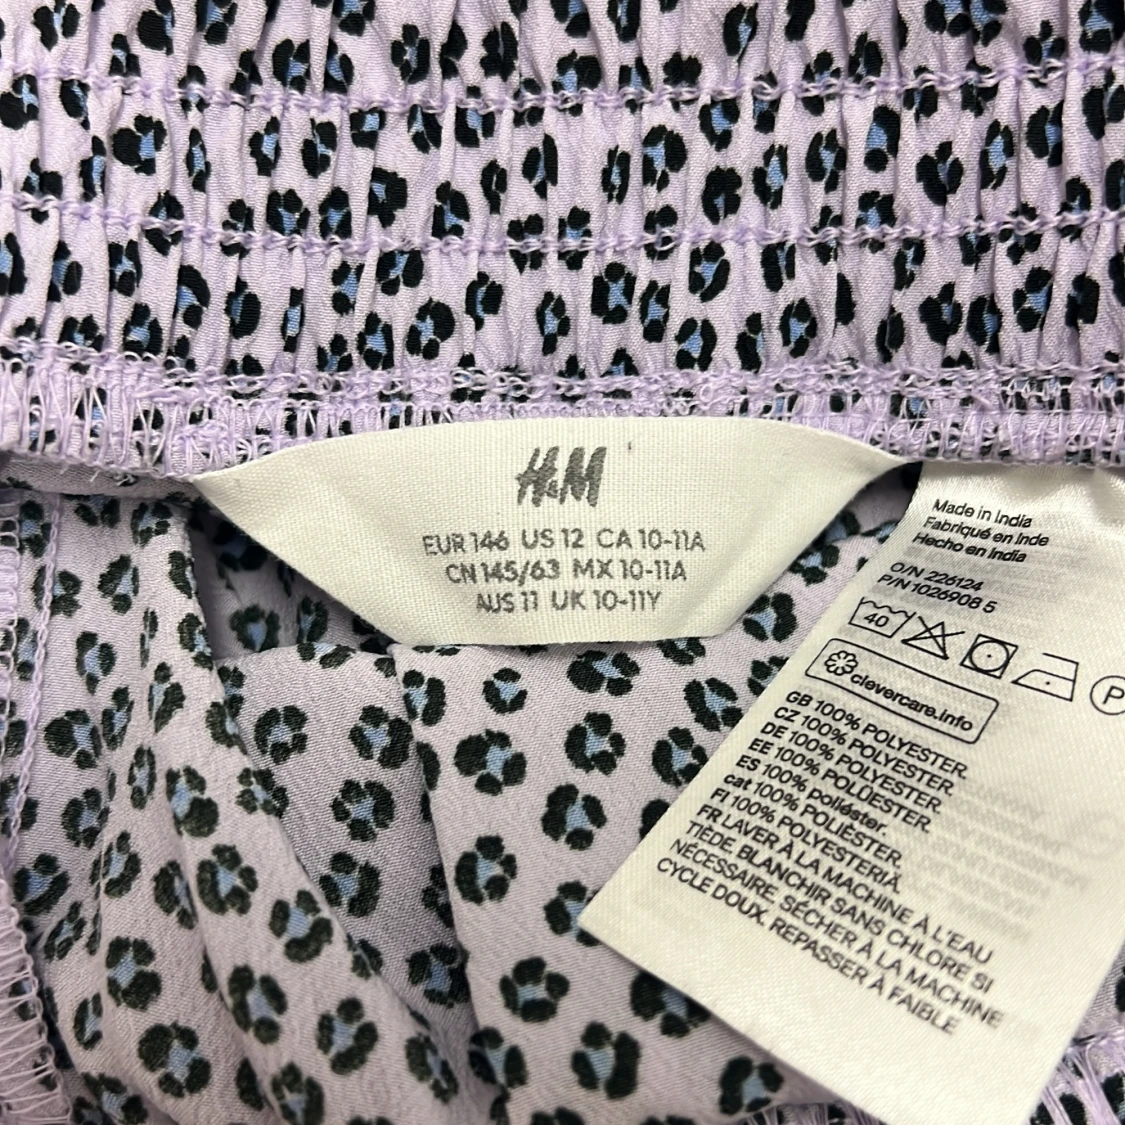 H&M
EUR 146 US 12 CA 10-11A
CN 145/63 MX 10-11A
AUS 11 UK 10-11Y
Made in India
Fabriqué en Inde
Hecho en India
O/N 226124
P/N 1026908 5
40
P
clevercare.info
GB 100% POLYESTER.
CZ 100% POLYESTER.
DE 100% POLYESTER.
EE 100% POLÜESTER.
ES 100% poliéster.
cat 100% POLIÈSTER.
FI 100% POLYESTERIÄ.
FR LAVER À LA MACHINE À L'EAU
TIÈDE. BLANCHIR SANS CHLORE SI
NÉCESSAIRE. SÉCHER À LA MACHINE
CYCLE DOUX. REPASSER À FAIBLE